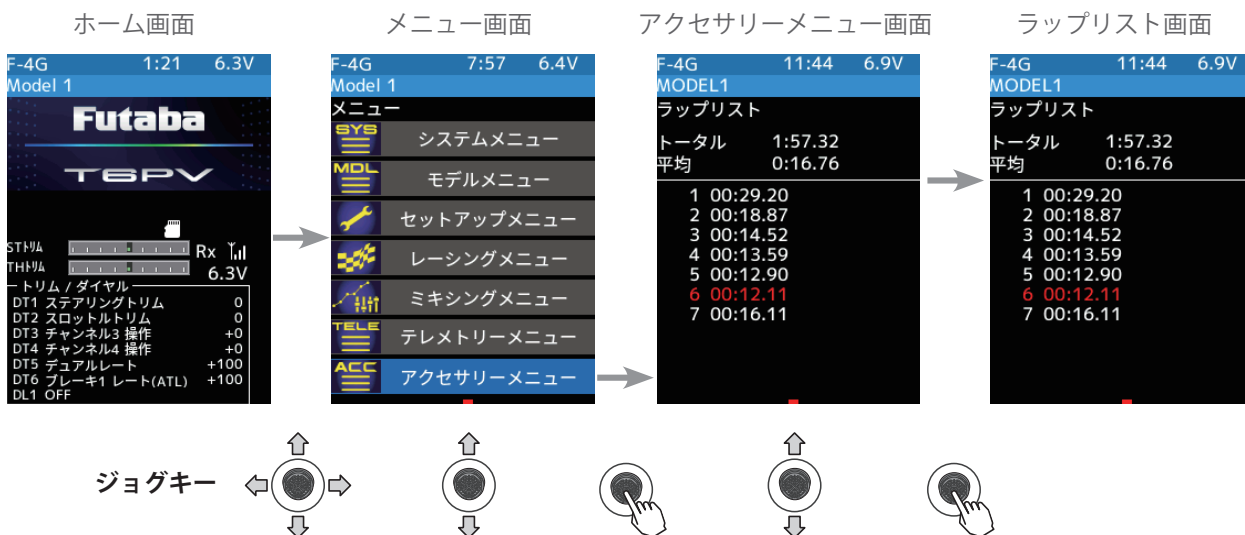 ホーム画面
F-4G 1:21 6.3V
Model 1
Futaba
T6PV
STﾄﾘﾑ
Rx
THﾄﾘﾑ
6.3V
トリム / ダイヤル
DT1 ステアリングトリム 0
DT2 スロットルトリム 0
DT3 チャンネル3 操作 +0
DT4 チャンネル4 操作 +0
DT5 デュアルレート +100
DT6 ブレーキ1 レート(ATL) +100
DL1 OFF
メニュー画面
F-4G 7:57 6.4V
Model 1
メニュー
SYS システムメニュー
MDL モデルメニュー
セットアップメニュー
レーシングメニュー
ミキシングメニュー
TELE テレメトリーメニュー
ACC アクセサリーメニュー
アクセサリーメニュー画面
F-4G 11:44 6.9V
MODEL1
ラップリスト
トータル 1:57.32
平均 0:16.76
1 00:29.20
2 00:18.87
3 00:14.52
4 00:13.59
5 00:12.90
6 00:12.11
7 00:16.11
ラップリスト画面
F-4G 11:44 6.9V
MODEL1
ラップリスト
トータル 1:57.32
平均 0:16.76
1 00:29.20
2 00:18.87
3 00:14.52
4 00:13.59
5 00:12.90
6 00:12.11
7 00:16.11
ジョグキー